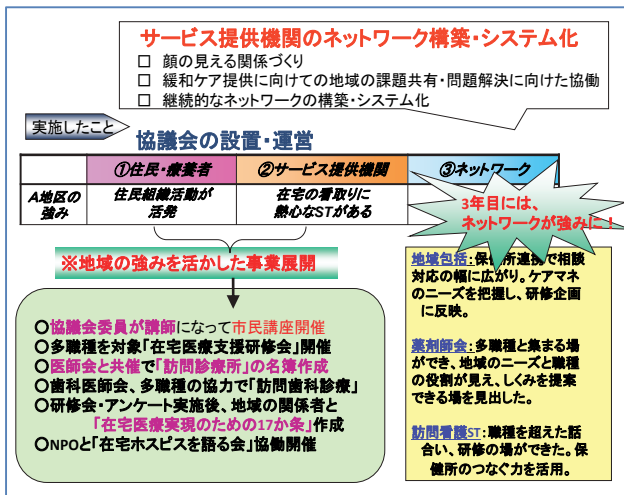 サービス提供機関のネットワーク構築・システム化
□ 顔の見える関係づくり
□ 緩和ケア提供に向けての地域の課題共有・問題解決に向けた協働
□ 継続的なネットワークの構築・システム化
実施したこと
協議会の設置・運営
①住民・療養者
②サービス提供機関
③ネットワーク
A地区の
強み
住民組織活動が
活発
在宅の看取りに
熱心なSTがある
3年目には、
ネットワークが強みに！
※地域の強みを活かした事業展開
○協議会委員が講師になって市民講座開催
○多職種を対象「在宅医療支援研修会」開催
○医師会と共催で「訪問診療所」の名簿作成
○歯科医師会、多職種の協力で「訪問歯科診療」
○研修会・アンケート実施後、地域の関係者と
「在宅医療実現のための17か条」作成
○NPOと「在宅ホスピスを語る会」協働開催
地域包括：保健所連携で相談
対応の幅に広がり。ケアマネ
のニーズを把握し、研修企画
に反映。
薬剤師会：多職種と集まる場
ができ、地域のニーズと職種
の役割が見え、しくみを提案
できる場を見出した。
訪問看護ST：職種を超えた話
合い、研修の場ができた。保
健所のつなぐ力を活用。